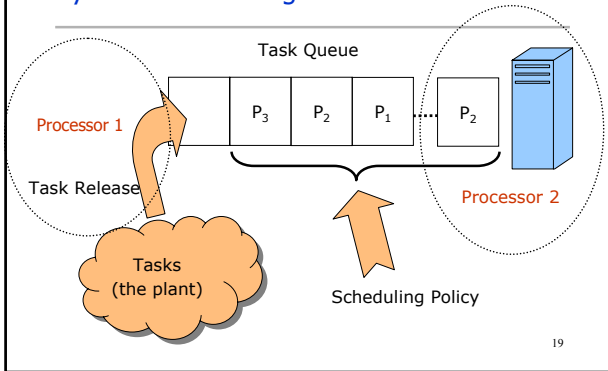 Task Queue
P3 P2 P1 P2
Processor 1
Task Release
Processor 2
Tasks
(the plant)
Scheduling Policy
19